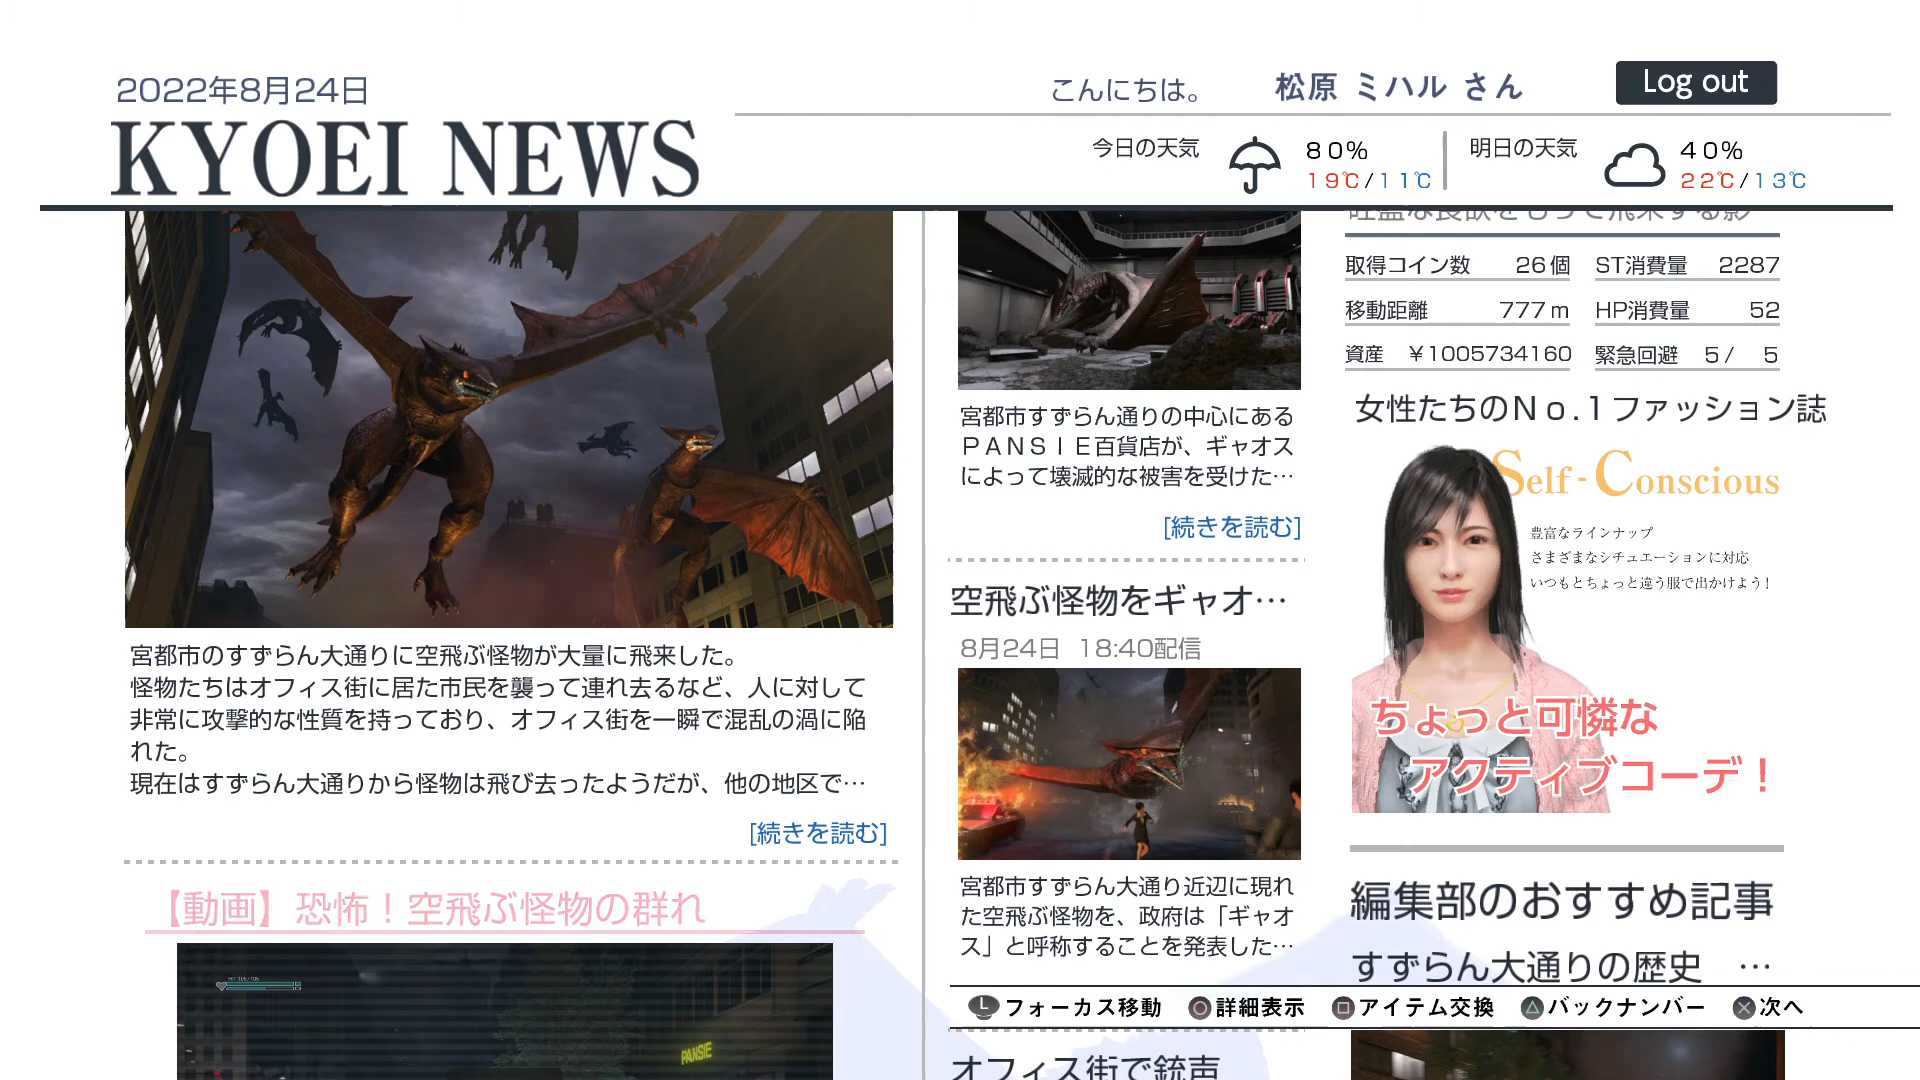 2022年8月24日
KYOEI NEWS
こんにちは。
松原 ミハル さん
Log out
今日の天気
80%
19℃/11℃
明日の天気
40%
22℃/13℃
宮都市のすずらん大通りに空飛ぶ怪物が大量に飛来した。
怪物たちはオフィス街に居た市民を襲って連れ去るなど、人に対して
非常に攻撃的な性質を持っており、オフィス街を一瞬で混乱の渦に陥
れた。
現在はすずらん大通りから怪物は飛び去ったようだが、他の地区で…
[続きを読む]
【動画】恐怖！空飛ぶ怪物の群れ
PANSIE
宮都市すずらん通りの中心にある
ＰＡＮＳＩＥ百貨店が、ギャオス
によって壊滅的な被害を受けた…
[続きを読む]
空飛ぶ怪物をギャオ…
8月24日 18:40配信
宮都市すずらん大通り近辺に現れ
た空飛ぶ怪物を、政府は「ギャオ
ス」と呼称することを発表した…
オフィス街で銃声
旺盛な食欲をもって飛来する影
取得コイン数 26個 ST消費量 2287
移動距離 777m HP消費量 52
資産 ￥1005734160 緊急回避 5/ 5
女性たちのＮｏ.１ファッション誌
Self-Conscious
豊富なラインナップ
さまざまなシチュエーションに対応
いつもとちょっと違う服で出かけよう！
ちょっと可憐な
アクティブコーデ！
編集部のおすすめ記事
すずらん大通りの歴史 …
L フォーカス移動 ○詳細表示 □アイテム交換 △バックナンバー ×次へ